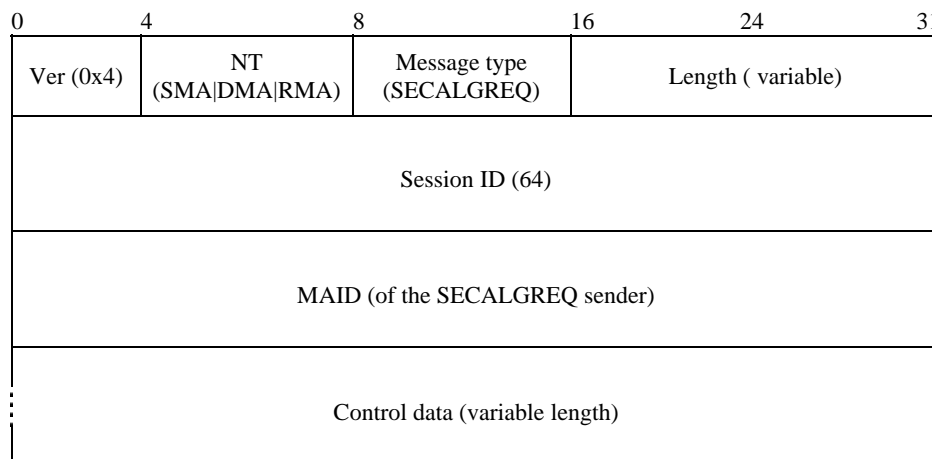 0 4 8 16 24 31
Ver (0x4)
NT
(SMA|DMA|RMA)
Message type
(SECALGREQ)
Length ( variable)
Session ID (64)
MAID (of the SECALGREQ sender)
Control data (variable length)